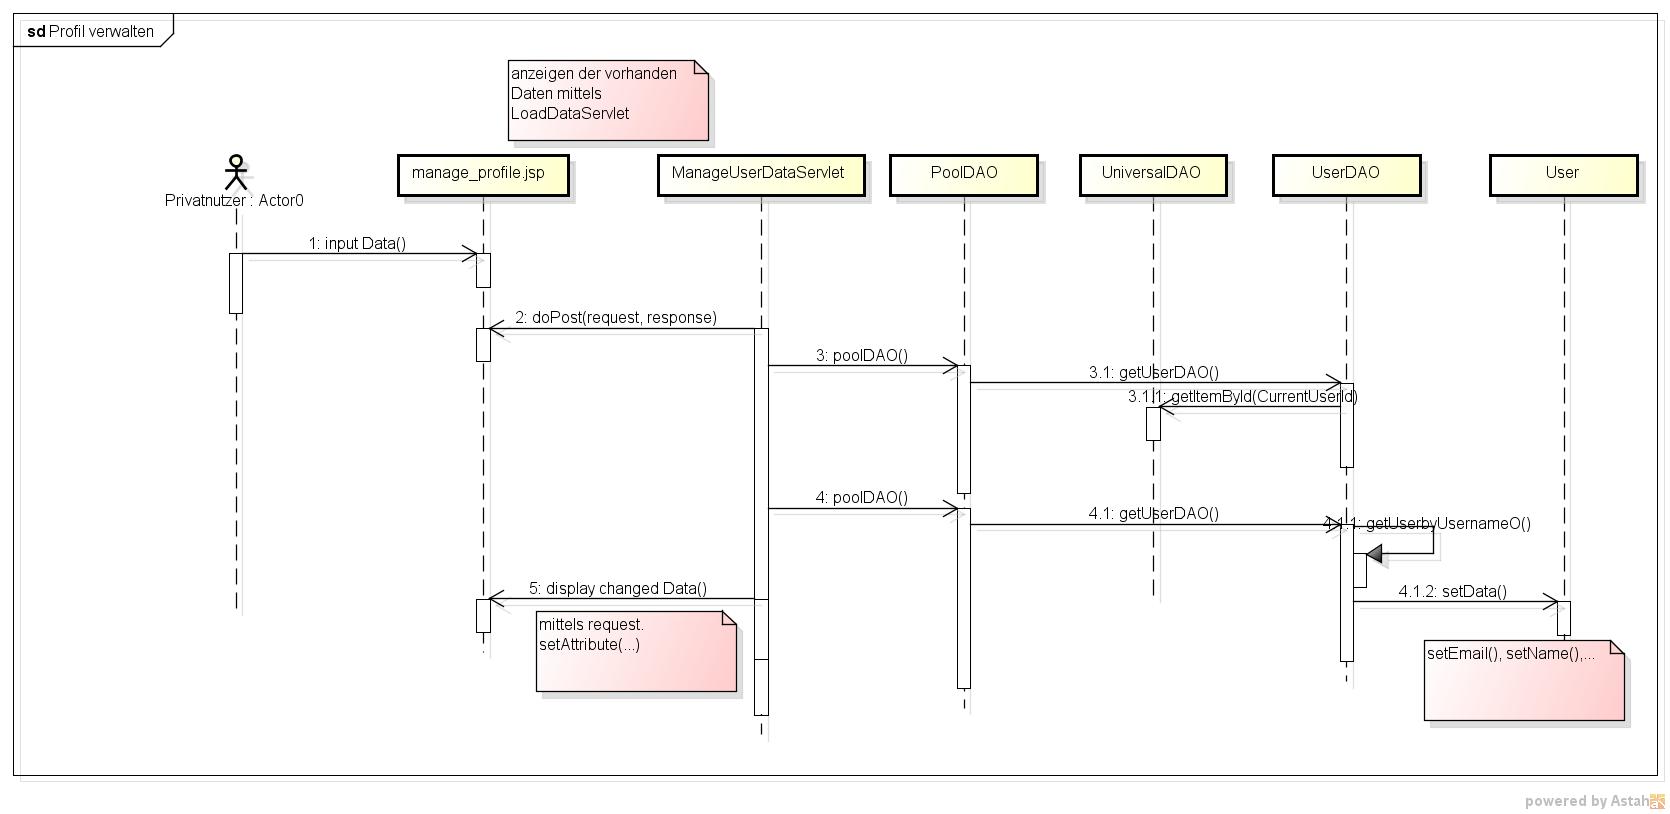 sd Profil verwalten
anzeigen der vorhanden
Daten mittels
LoadDataServlet
Privatnutzer : Actor0
manage_profile.jsp
ManageUserDataServlet
PoolDAO
UniversalDAO
UserDAO
User
1: input Data()
2: doPost(request, response)
3: poolDAO()
3.1: getUserDAO()
3.1.1: getItemById(CurrentUserId)
4: poolDAO()
4.1: getUserDAO()
4.1.1: getUserbyUsernameO()
5: display changed Data()
4.1.2: setData()
mittels request.
setAttribute(...)
setEmail(), setName(),...
powered by Astah